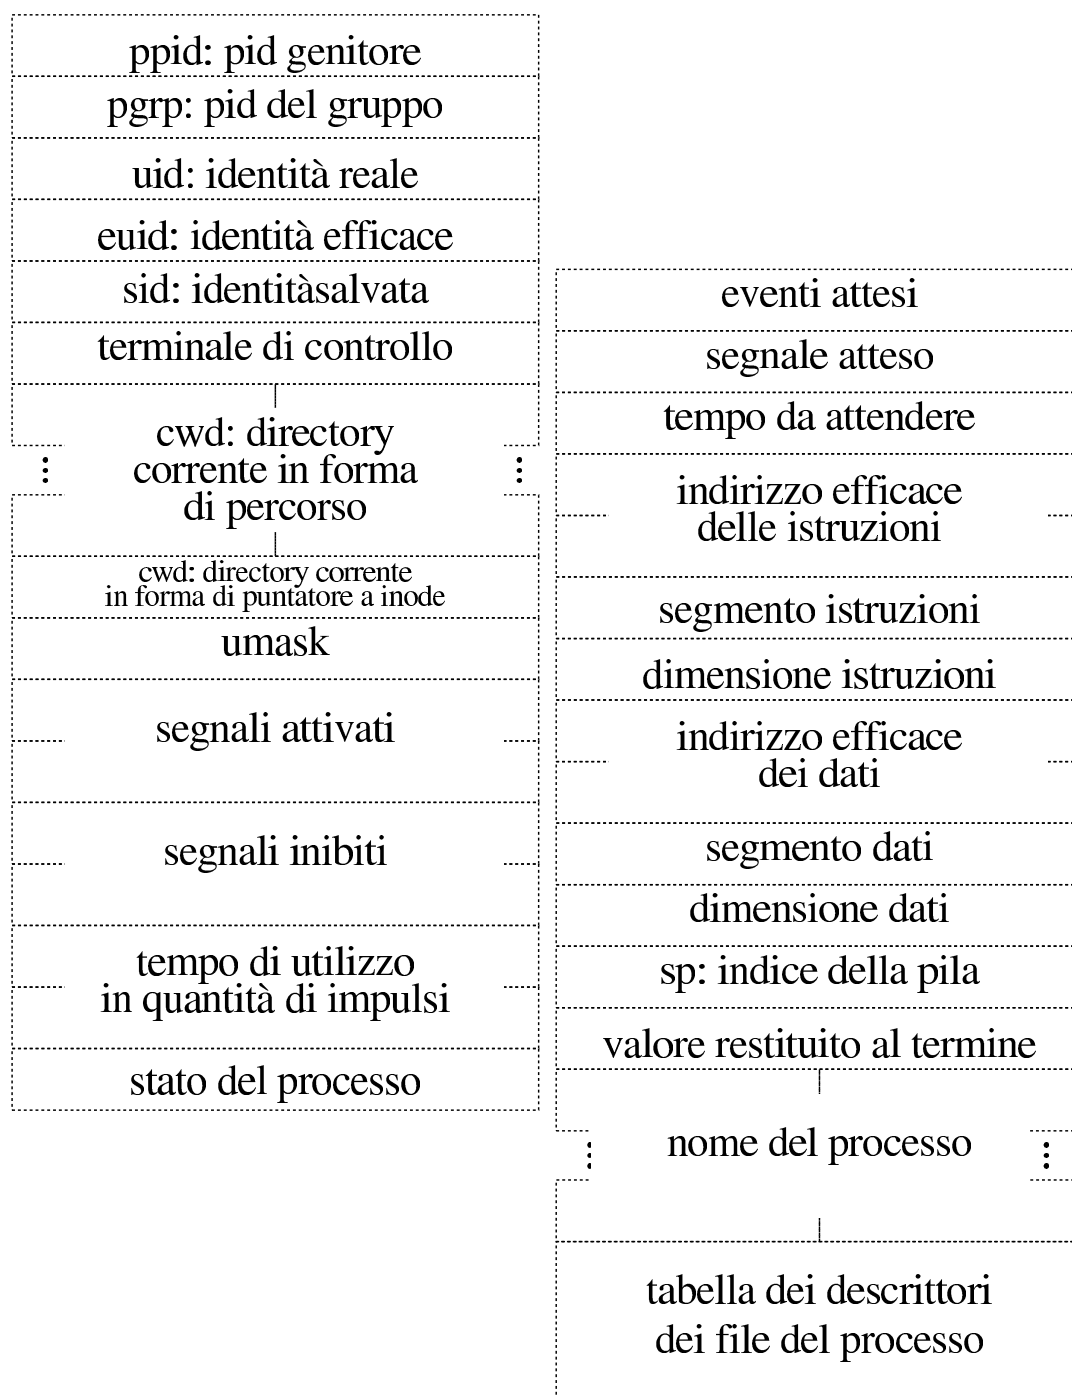 ppid: pid genitore
pgrp: pid del gruppo
uid: identità reale
euid: identità efficace
sid: identitàsalvata
terminale di controllo
cwd: directory
corrente in forma
di percorso
cwd: directory corrente
in forma di puntatore a inode
umask
segnali attivati
segnali inibiti
tempo di utilizzo
in quantità di impulsi
stato del processo
eventi attesi
segnale atteso
tempo da attendere
indirizzo efficace
delle istruzioni
segmento istruzioni
dimensione istruzioni
indirizzo efficace
dei dati
segmento dati
dimensione dati
sp: indice della pila
valore restituito al termine
nome del processo
tabella dei descrittori
dei file del processo